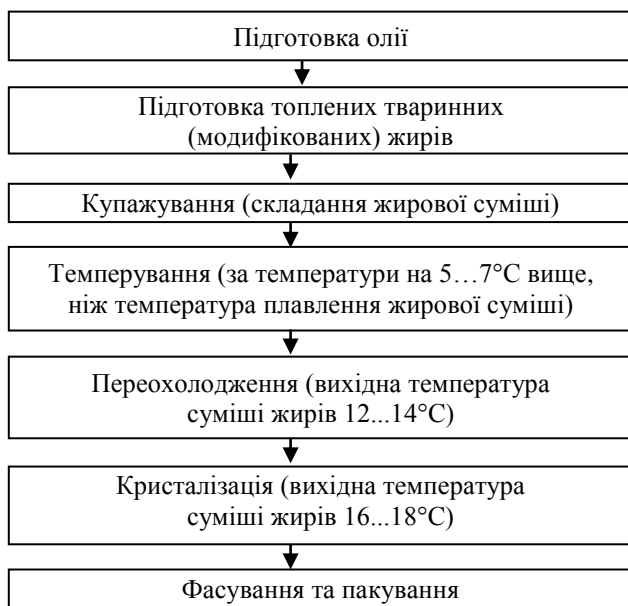 Підготовка олії
Підготовка топлених тваринних
(модифікованих) жирів
Купажування (складання жирової суміші)
Темперування (за температури на 5…7°С вище,
ніж температура плавлення жирової суміші)
Переохолодження (вихідна температура
суміші жирів 12...14°С)
Кристалізація (вихідна температура
суміші жирів 16...18°С)
Фасування та пакування